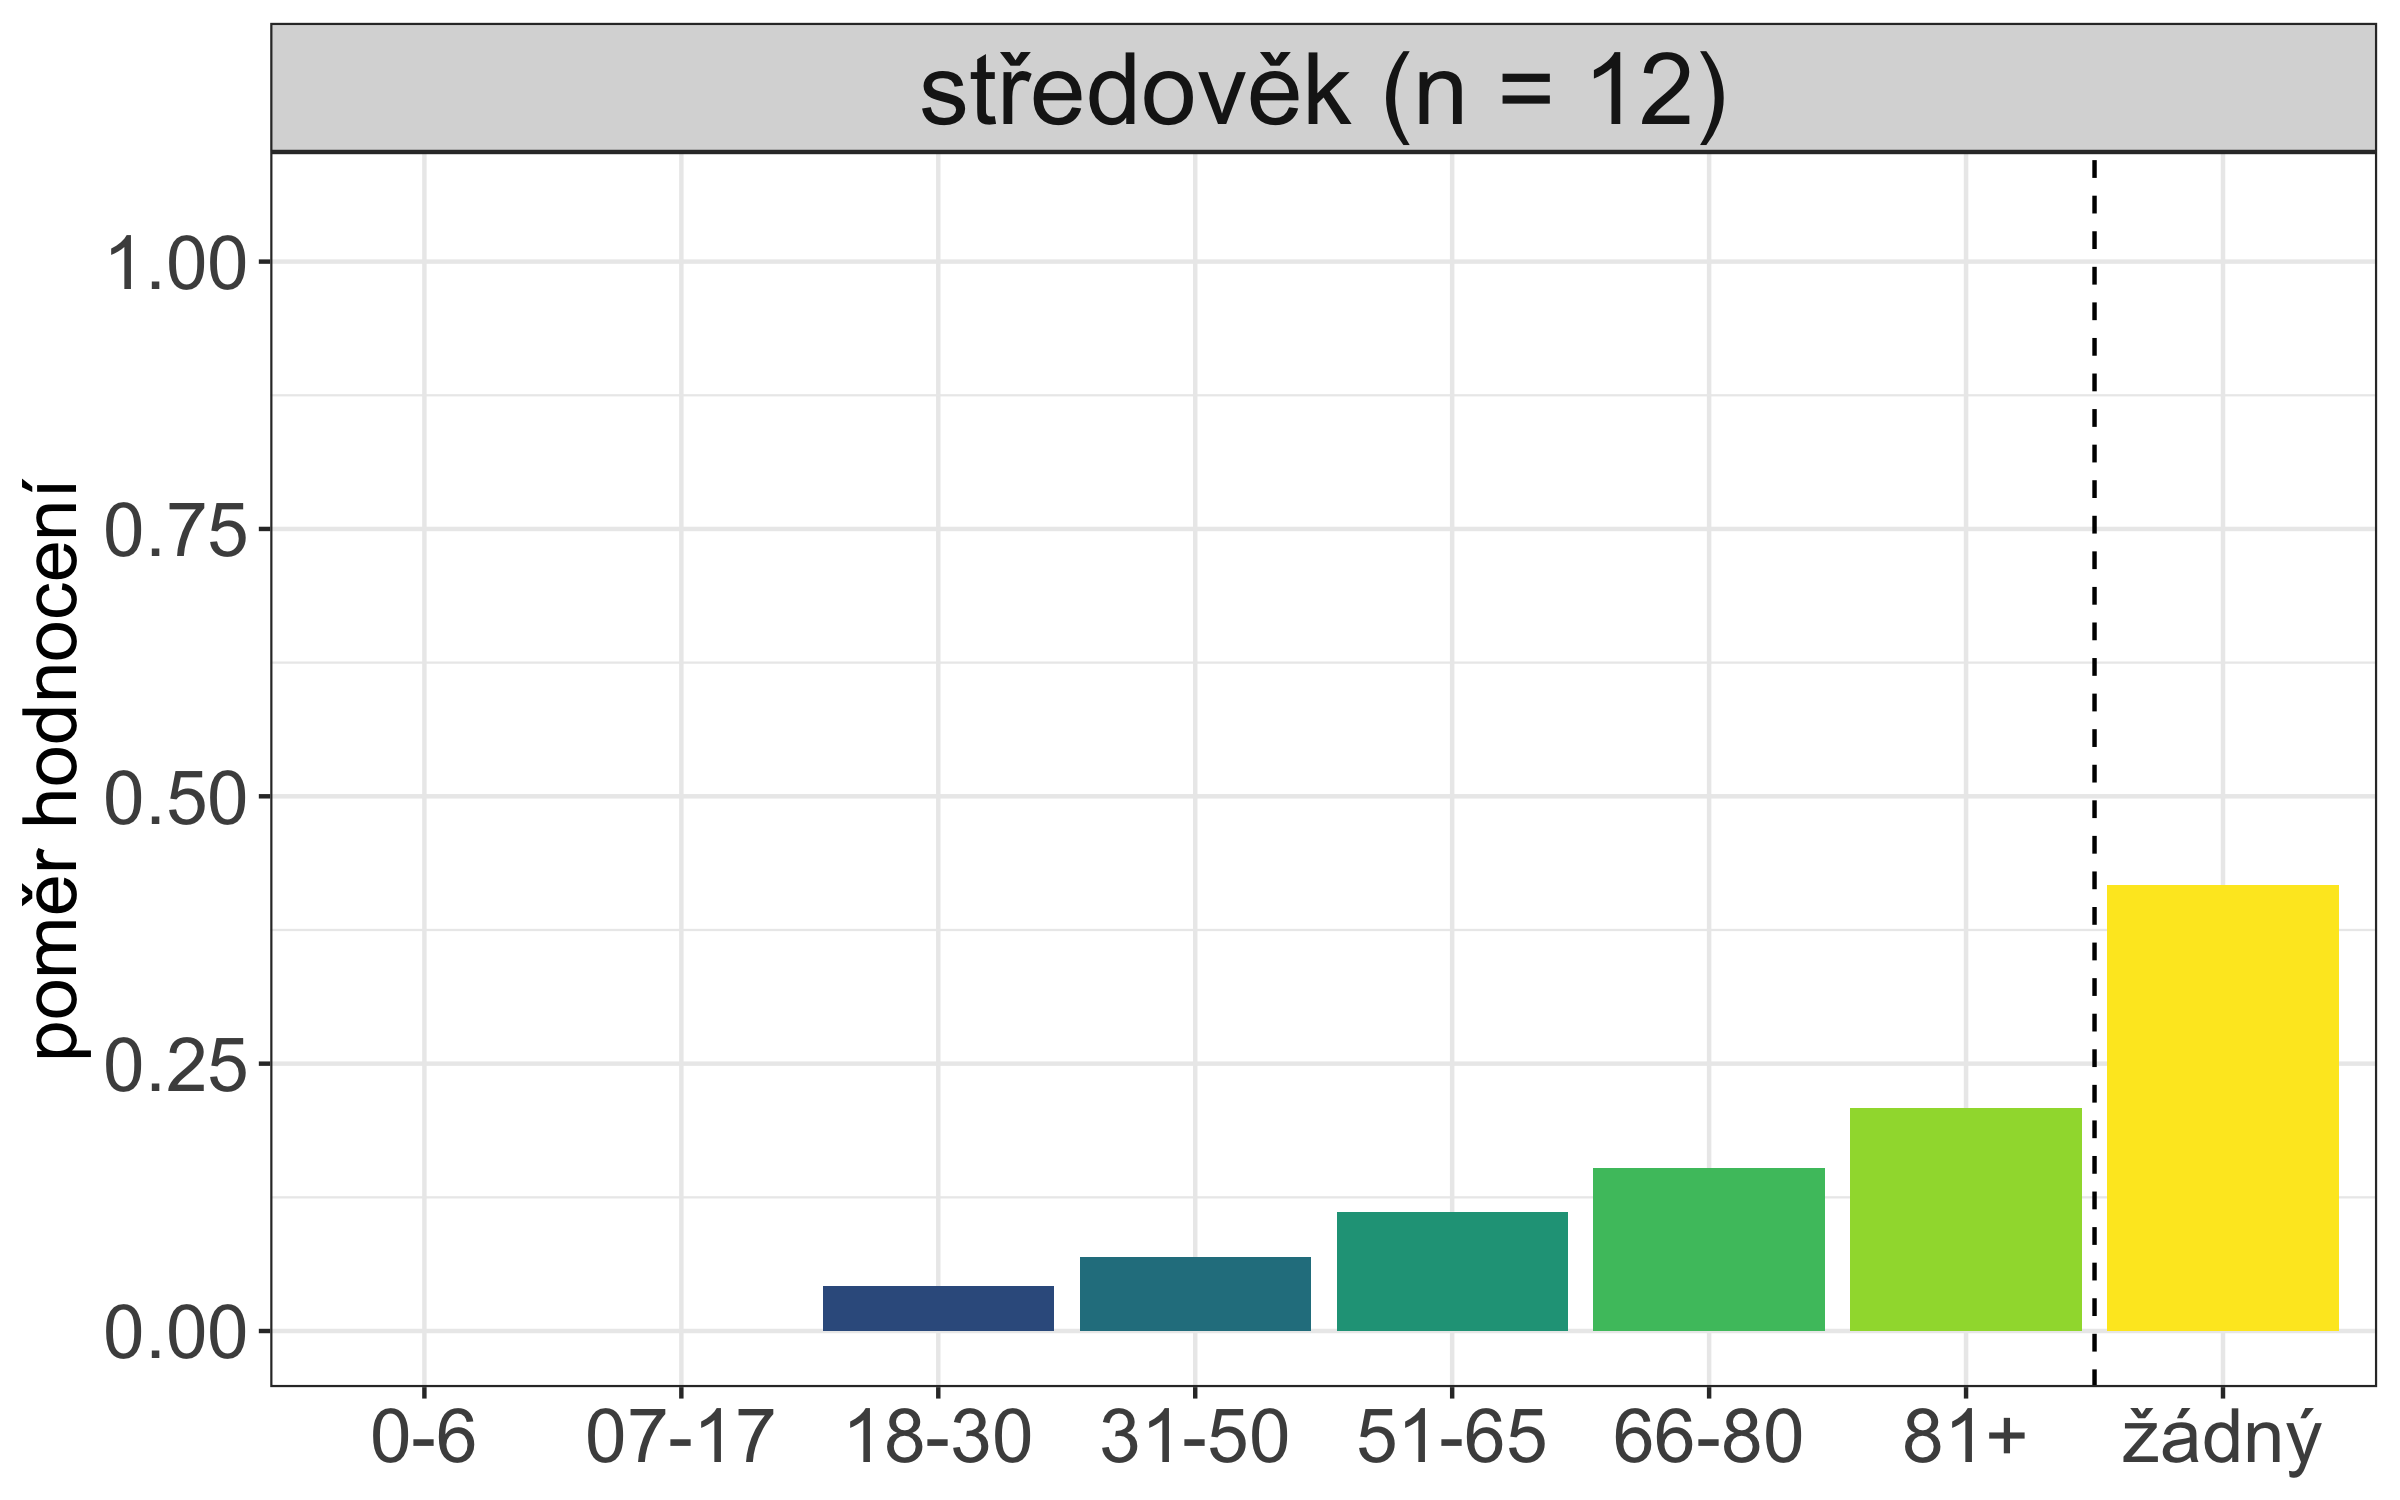 středověk (n = 12)
poměr hodnocení
1.00
0.75
0.50
0.25
0.00
0-6 07-17 18-30 31-50 51-65 66-80 81+ žádný